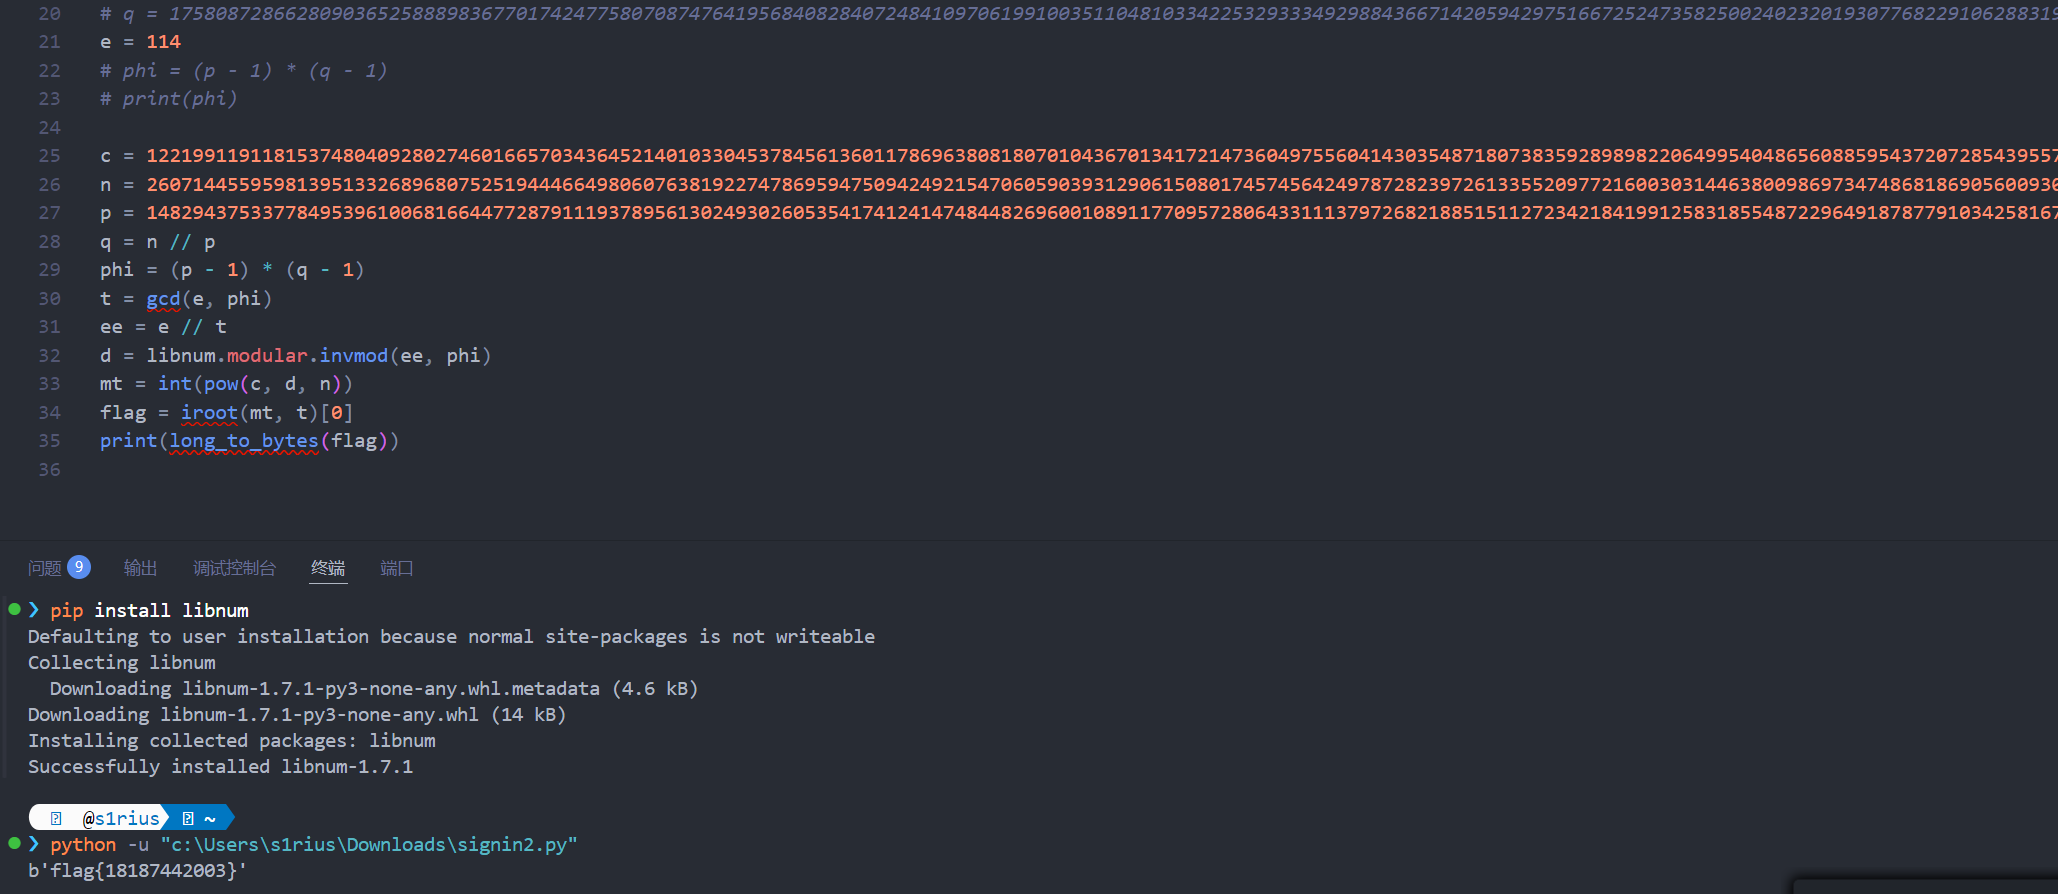 20 # q = 
21 e = 114
22 # phi = (p - 1) * (q - 1)
23 # print(phi)
24
25 c = 
26 n = 
27 p = 
28 q = n // p
29 phi = (p - 1) * (q - 1)
30 t = gcd(e, phi)
31 ee = e // t
32 d = libnum.modular.invmod(ee, phi)
33 mt = int(pow(c, d, n))
34 flag = iroot(mt, t)[0]
35 print(long_to_bytes(flag))
36
问题 9 输出 调试控制台 终端 端口
❯ pip install libnum
Defaulting to user installation because normal site-packages is not writeable
Collecting libnum
  Downloading libnum-1.7.1-py3-none-any.whl.metadata (4.6 kB)
Downloading libnum-1.7.1-py3-none-any.whl (14 kB)
Installing collected packages: libnum
Successfully installed libnum-1.7.1
@s1rius ~
❯ python -u "c:\Users\s1rius\Downloads\signin2.py"
b'flag{18187442003}'